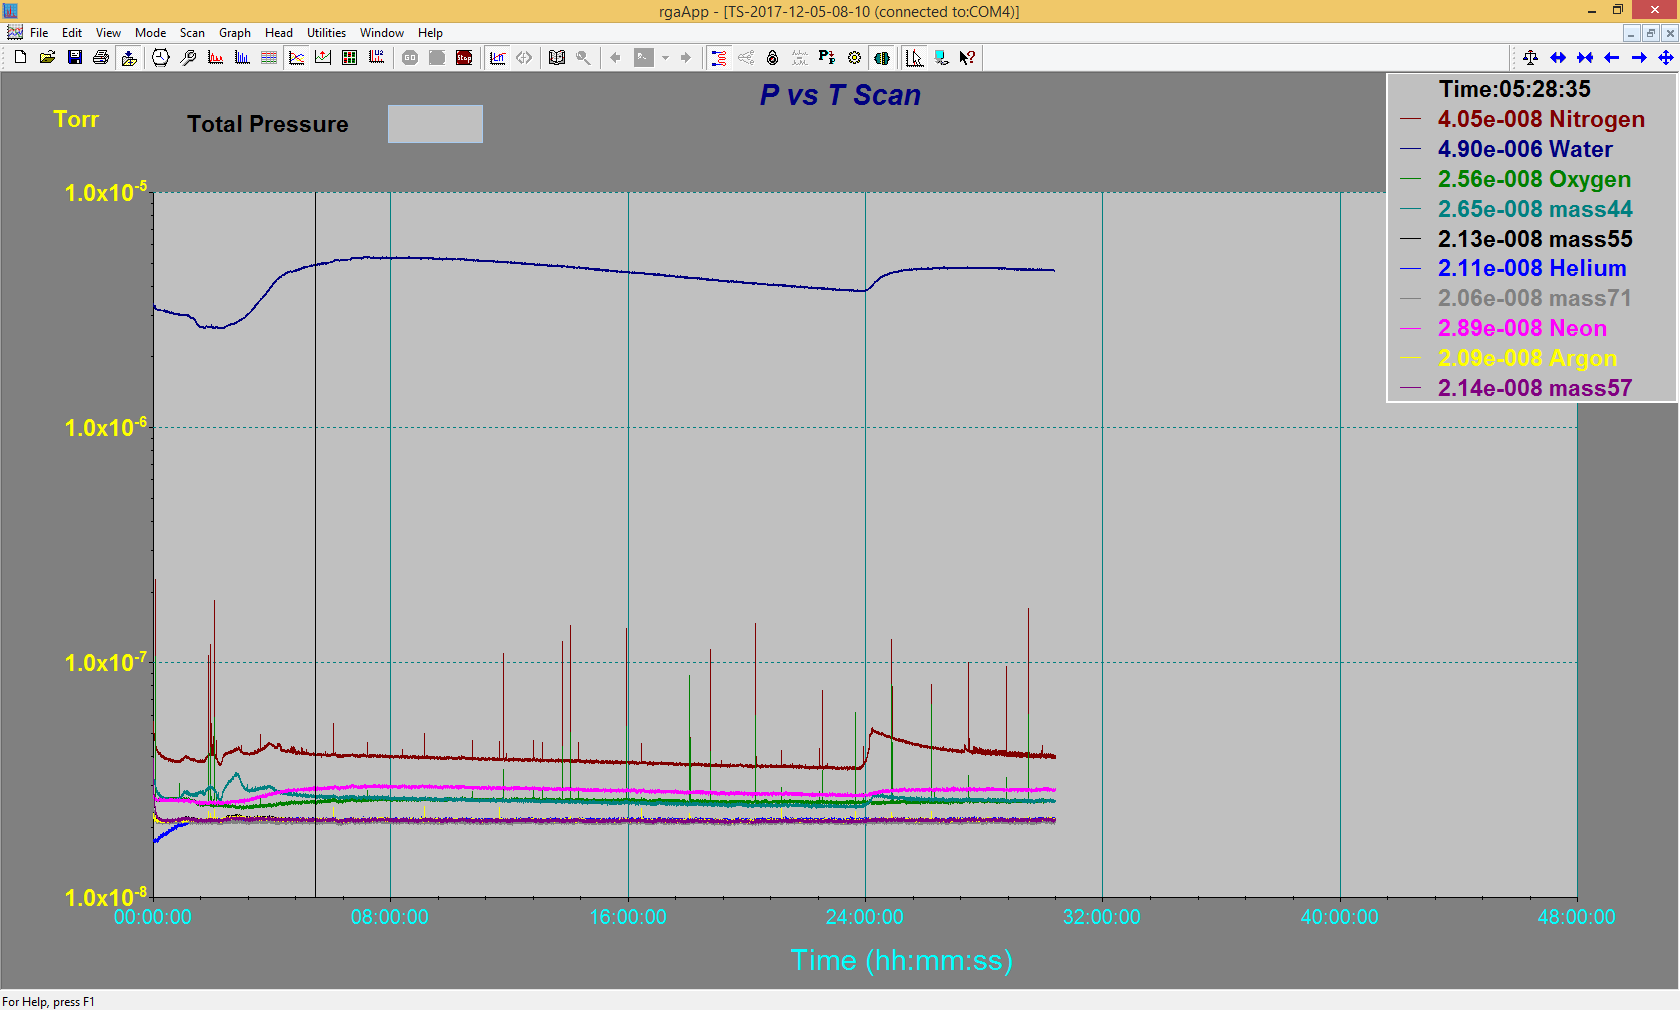 rgaApp - [TS-2017-12-05-08-10 (connected to:COM4)]
File Edit View Mode Scan Graph Head Utilities Window Help
GO Stop
P vs T Scan
Torr
Total Pressure
Time:05:28:35
4.05e-008 Nitrogen
4.90e-006 Water
2.56e-008 Oxygen
2.65e-008 mass44
2.13e-008 mass55
2.11e-008 Helium
2.06e-008 mass71
2.89e-008 Neon
2.09e-008 Argon
2.14e-008 mass57
1.0x10-5
1.0x10-6
1.0x10-7
1.0x10-8
00:00:00 08:00:00 16:00:00 24:00:00 32:00:00 40:00:00 48:00:00
Time (hh:mm:ss)
For Help, press F1